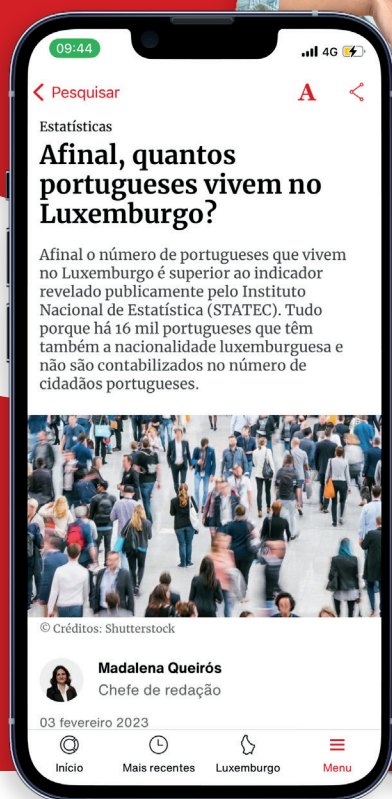 09:44
4G
Pesquisar
A
Estatísticas
Afinal, quantos
portugueses vivem no
Luxemburgo?
Afinal o número de portugueses que vivem
no Luxemburgo é superior ao indicador
revelado publicamente pelo Instituto
Nacional de Estatística (STATEC). Tudo
porque há 16 mil portugueses que têm
também a nacionalidade luxemburguesa e
não são contabilizados no número de
cidadãos portugueses.
© Créditos: Shutterstock
Madalena Queirós
Chefe de redação
03 fevereiro 2023
Início
Mais recentes
Luxemburgo
Menu